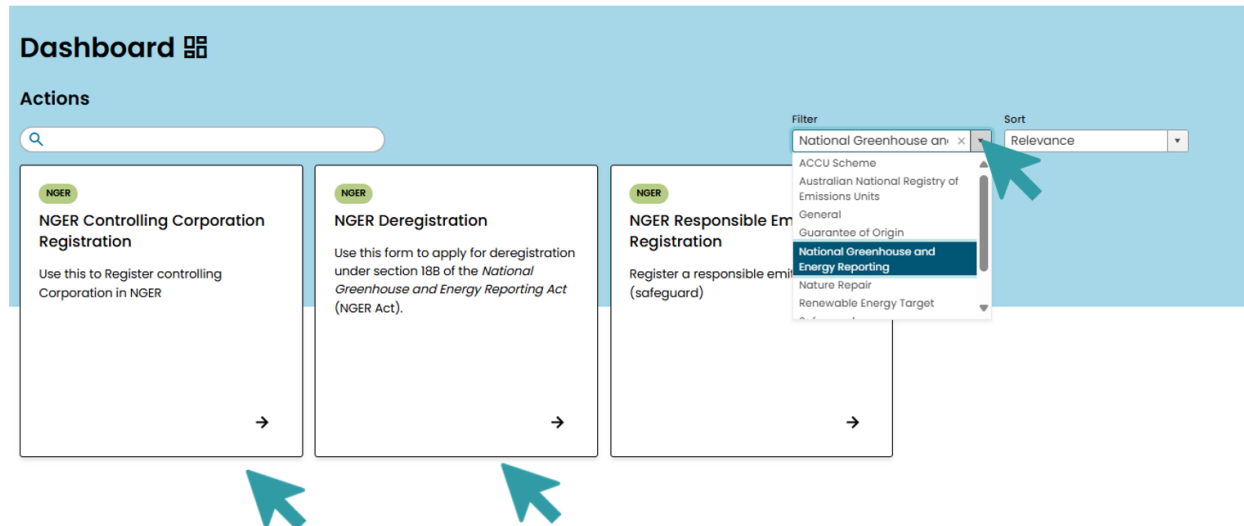 Dashboard
Actions
Filter
Sort
National Greenhouse an
Relevance
ACCU Scheme
Australian National Registry of
Emissions Units
General
Guarantee of Origin
National Greenhouse and
Energy Reporting
Nature Repair
Renewable Energy Target
NGER
NGER Controlling Corporation
Registration
Use this to Register controlling
Corporation in NGER
NGER
NGER Deregistration
Use this form to apply for deregistration
under section 18B of the National
Greenhouse and Energy Reporting Act
(NGER Act).
NGER
NGER Responsible Em
Registration
Register a responsible emit
(safeguard)